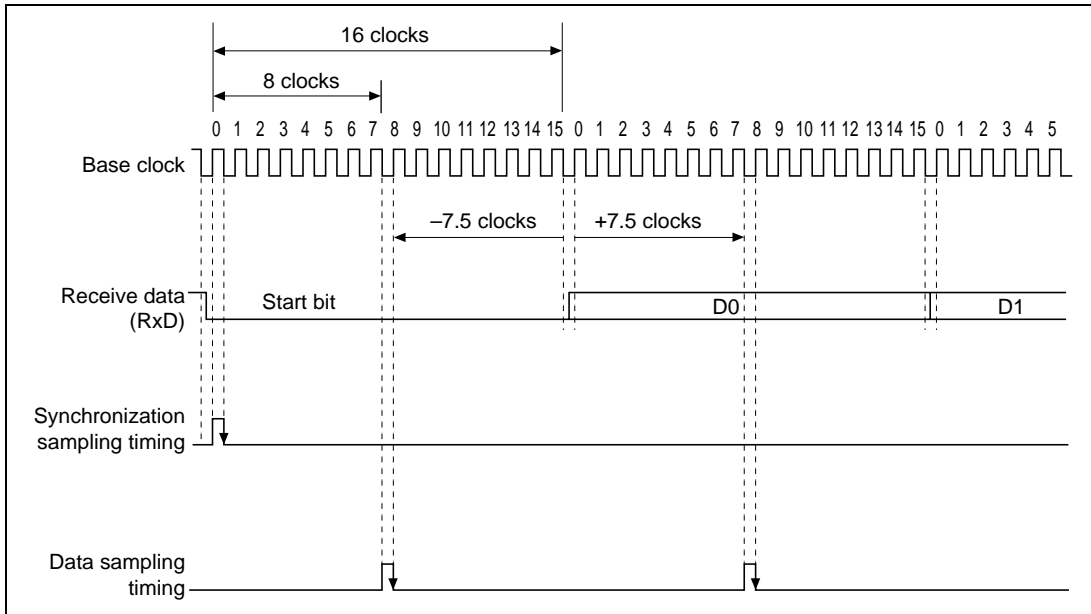 16 clocks
8 clocks
0 1 2 3 4 5 6 7 8 9 10 11 12 13 14 15 0 1 2 3 4 5 6 7 8 9 10 11 12 13 14 15 0 1 2 3 4 5
Base clock
–7.5 clocks +7.5 clocks
Receive data
(RxD)
Start bit D0 D1
Synchronization
sampling timing
Data sampling
timing